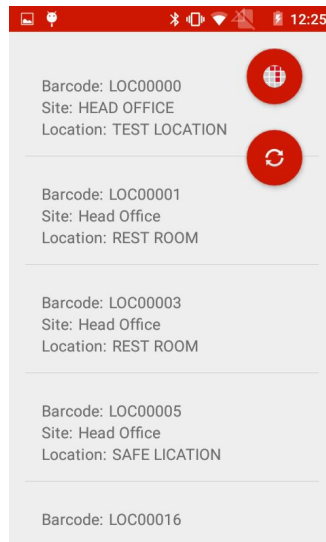 12:25
Barcode: LOC00000
Site: HEAD OFFICE
Location: TEST LOCATION
Barcode: LOC00001
Site: Head Office
Location: REST ROOM
Barcode: LOC00003
Site: Head Office
Location: REST ROOM
Barcode: LOC00005
Site: Head Office
Location: SAFE LICATION
Barcode: LOC00016